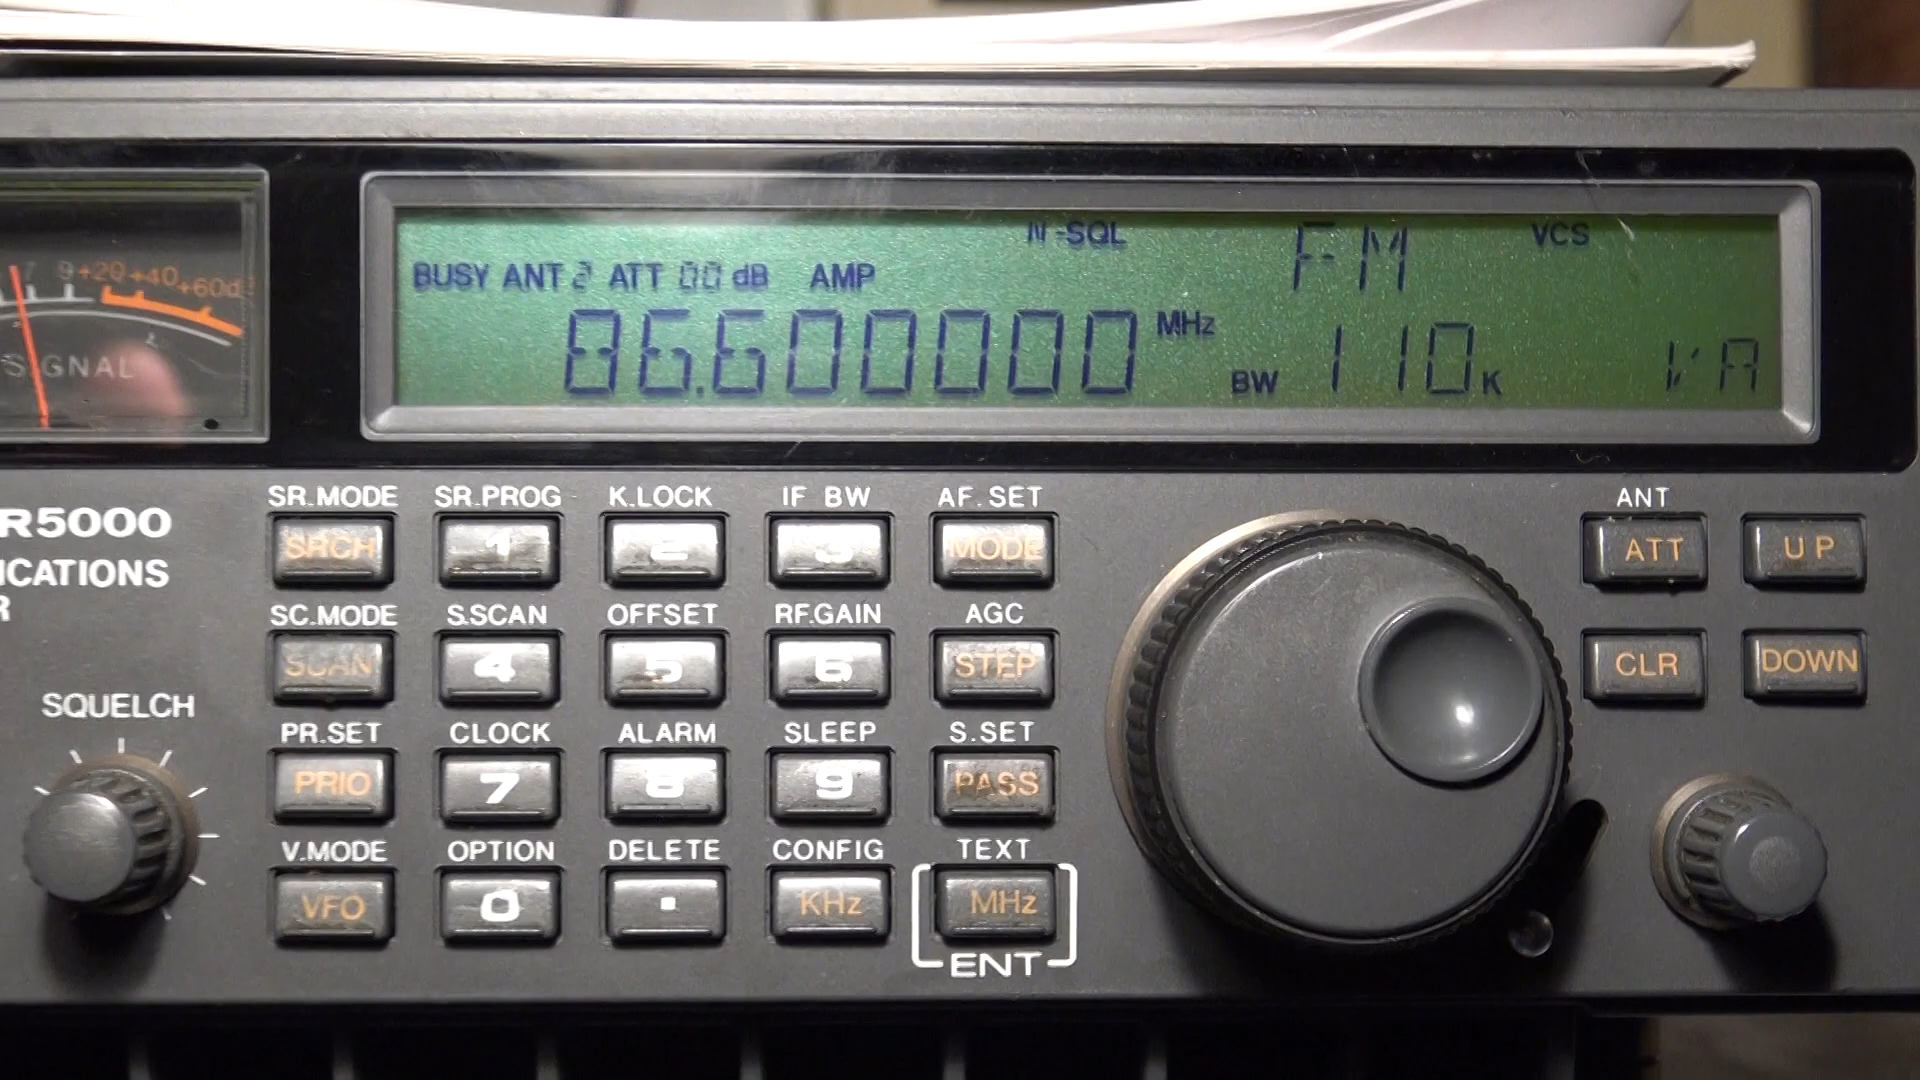 N-SQL FM VCS
BUSY ANT 2 ATT 00 dB AMP
86.600000 MHz BW 110 K VA
7 9 +20 +40 +60d
SIGNAL
R5000
ICATIONS
R
SR.MODE SR.PROG K.LOCK IF BW AF.SET ANT
SRCH 1 2 3 MODE ATT UP
SC.MODE S.SCAN OFFSET RF.GAIN AGC
SCAN 4 5 6 STEP CLR DOWN
SQUELCH
PR.SET CLOCK ALARM SLEEP S.SET
PRIO 7 8 9 PASS
V.MODE OPTION DELETE CONFIG TEXT
VFO 0 . KHz MHz
ENT